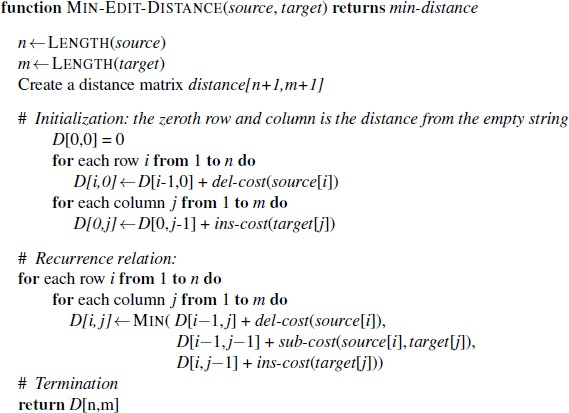 function MIN-EDIT-DISTANCE(source, target) returns min-distance
n←LENGTH(source)
m←LENGTH(target)
Create a distance matrix distance[n+1,m+1]
# Initialization: the zeroth row and column is the distance from the empty string
D[0,0] = 0
for each row i from 1 to n do
D[i,0]←D[i-1,0] + del-cost(source[i])
for each column j from 1 to m do
D[0,j]←D[0,j-1] + ins-cost(target[j])
# Recurrence relation:
for each row i from 1 to n do
for each column j from 1 to m do
D[i,j]←MIN( D[i−1,j] + del-cost(source[i]),
D[i−1,j−1] + sub-cost(source[i],target[j]),
D[i,j−1] + ins-cost(target[j]))
# Termination
return D[n,m]